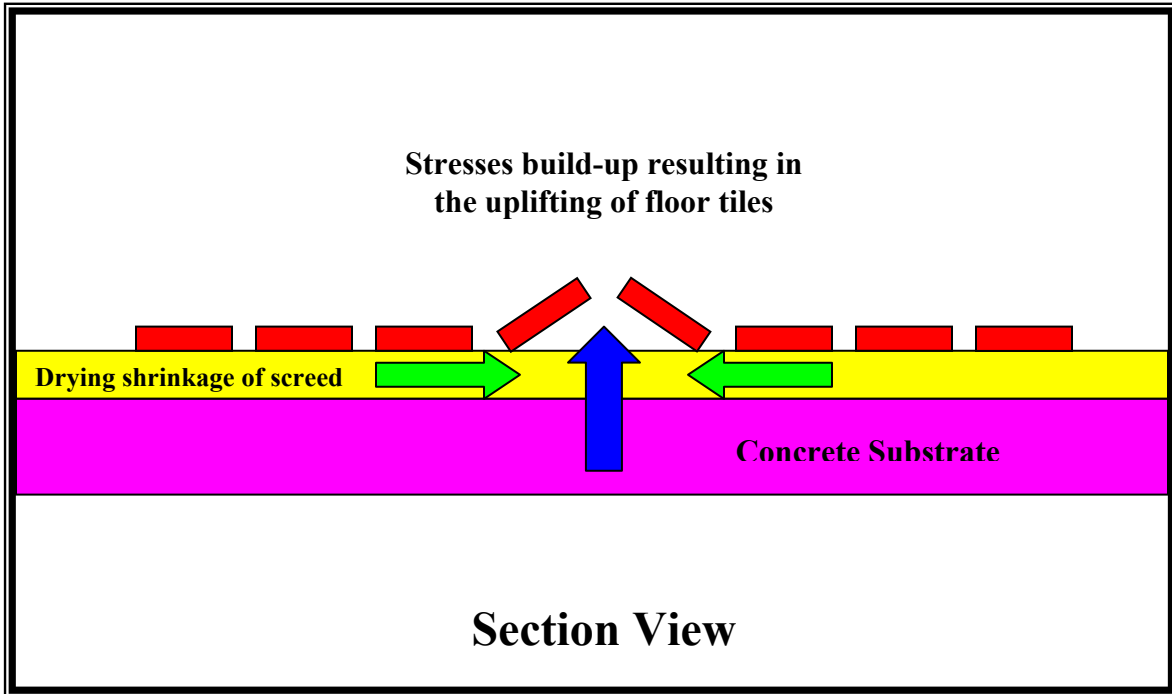 Stresses build-up resulting in
the uplifting of floor tiles
Drying shrinkage of screed
Concrete Substrate
Section View